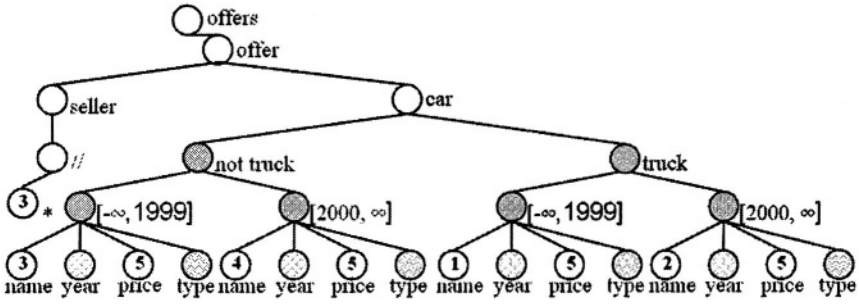 offers
offer
seller
car
//
not truck
truck
3
*
[-∞, 1999]
[2000, ∞]
[-∞, 1999]
[2000, ∞]
3 5 4 5 1 5 2 5
name year price type name year price type name year price type name year price type